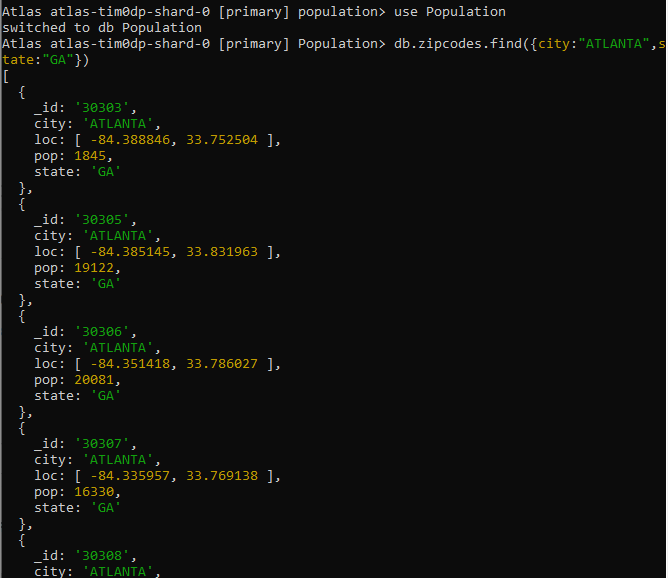 Atlas atlas-tim0dp-shard-0 [primary] population> use Population
switched to db Population
Atlas atlas-tim0dp-shard-0 [primary] Population> db.zipcodes.find({city:"ATLANTA",s
tate:"GA"})
[
  {
    _id: '30303',
    city: 'ATLANTA',
    loc: [ -84.388846, 33.752504 ],
    pop: 1845,
    state: 'GA'
  },
  {
    _id: '30305',
    city: 'ATLANTA',
    loc: [ -84.385145, 33.831963 ],
    pop: 19122,
    state: 'GA'
  },
  {
    _id: '30306',
    city: 'ATLANTA',
    loc: [ -84.351418, 33.786027 ],
    pop: 20081,
    state: 'GA'
  },
  {
    _id: '30307',
    city: 'ATLANTA',
    loc: [ -84.335957, 33.769138 ],
    pop: 16330,
    state: 'GA'
  },
  {
    _id: '30308',
    city: 'ATLANTA',